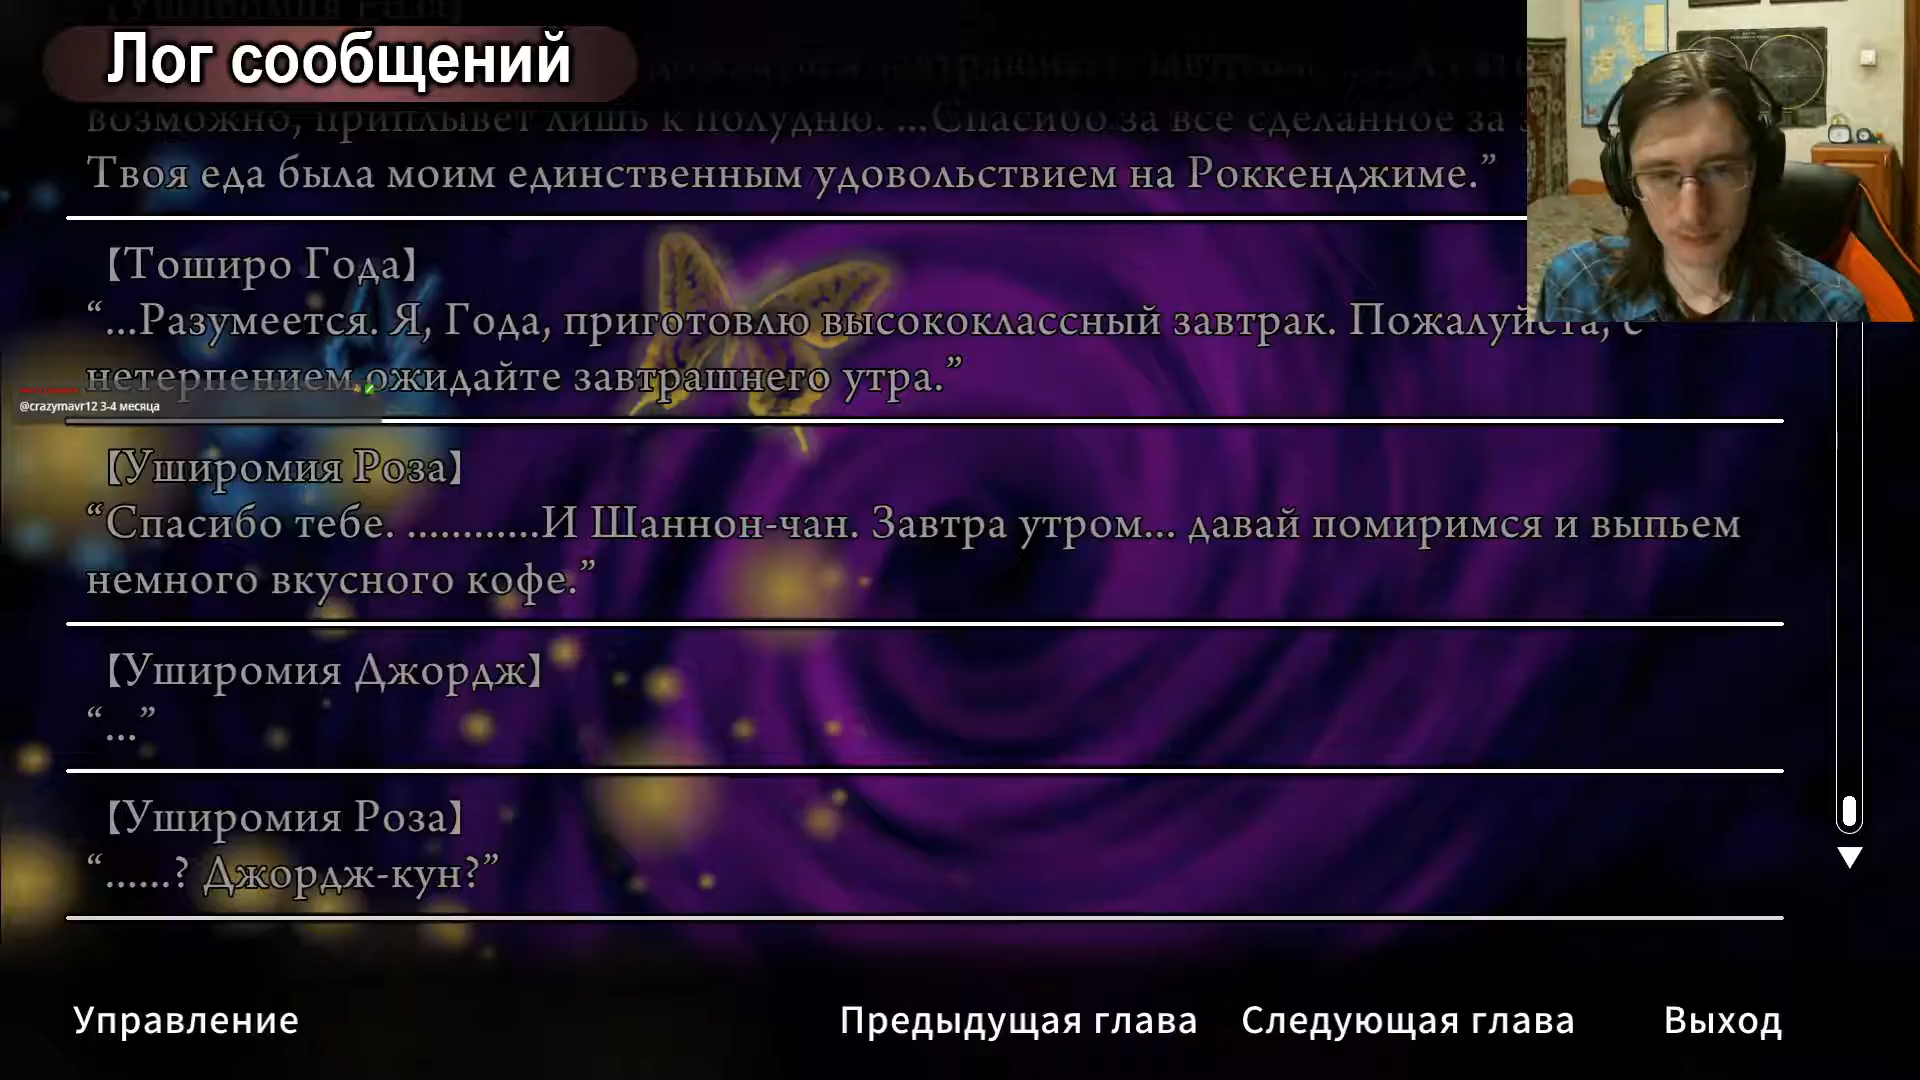 Лог сообщений
возможно, приплывет лишь к полудню. ...Спасибо за все сделанное за
Твоя еда была моим единственным удовольствием на Роккенджиме.”
【Тоширо Года】
“...Разумеется. Я, Года, приготовлю высококлассный завтрак. Пожалуйста, с
нетерпением ожидайте завтрашнего утра.”
@crazymavr12 3-4 месяца
【Уширомия Роза】
“Спасибо тебе. ............И Шаннон-чан. Завтра утром... давай помиримся и выпьем
немного вкусного кофе.”
【Уширомия Джордж】
“...”
【Уширомия Роза】
“......? Джордж-кун?”
Управление
Предыдущая глава
Следующая глава
Выход